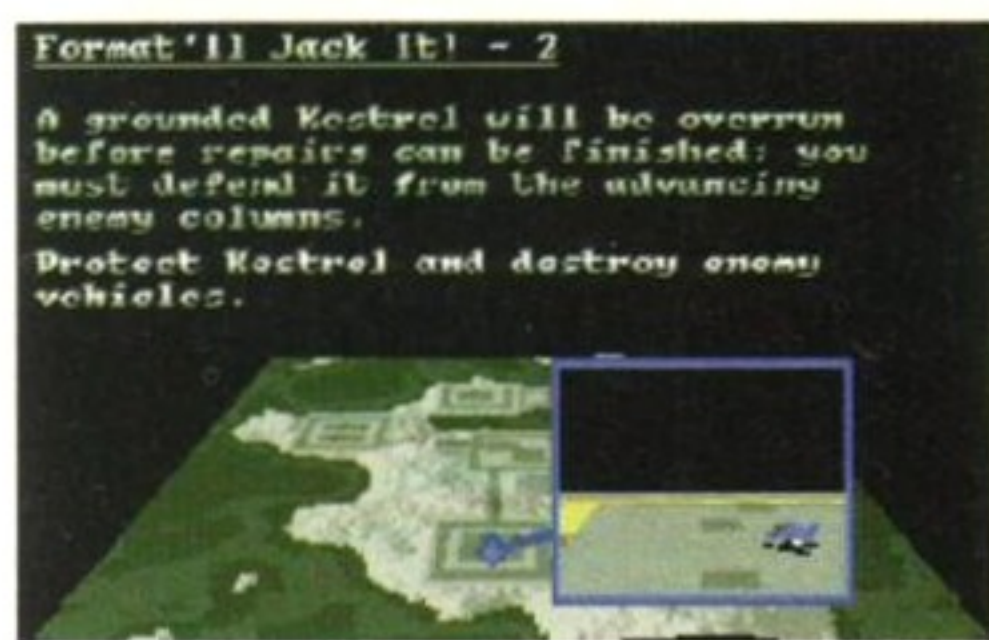 Format'll Jack It! - 2
A grounded Kestrel will be overrun
before repairs can be finished; you
must defend it from the advancing
enemy columns.
Protect Kestrel and destroy enemy
vehicles.